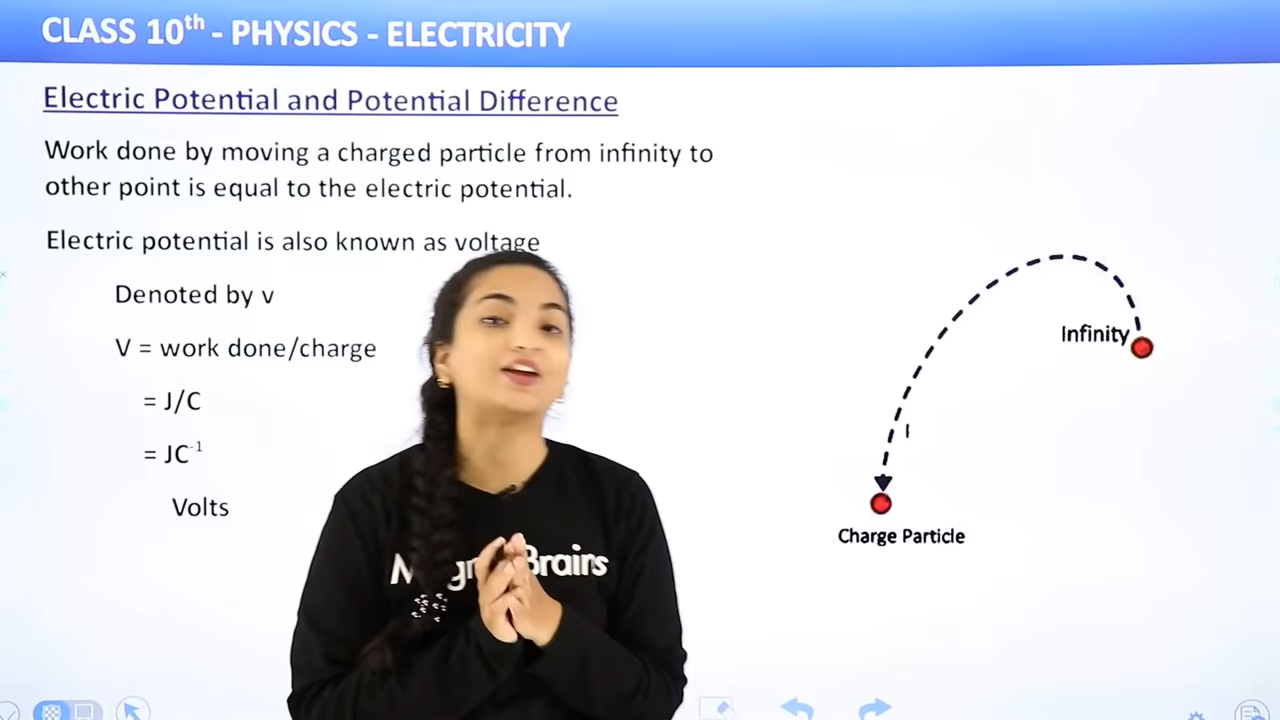 CLASS 10th - PHYSICS - ELECTRICITY
Electric Potential and Potential Difference
Work done by moving a charged particle from infinity to
other point is equal to the electric potential.
Electric potential is also known as voltage
Denoted by v
V = work done/charge
= J/C
= JC⁻¹
Volts
Infinity
Charge Particle
Brains